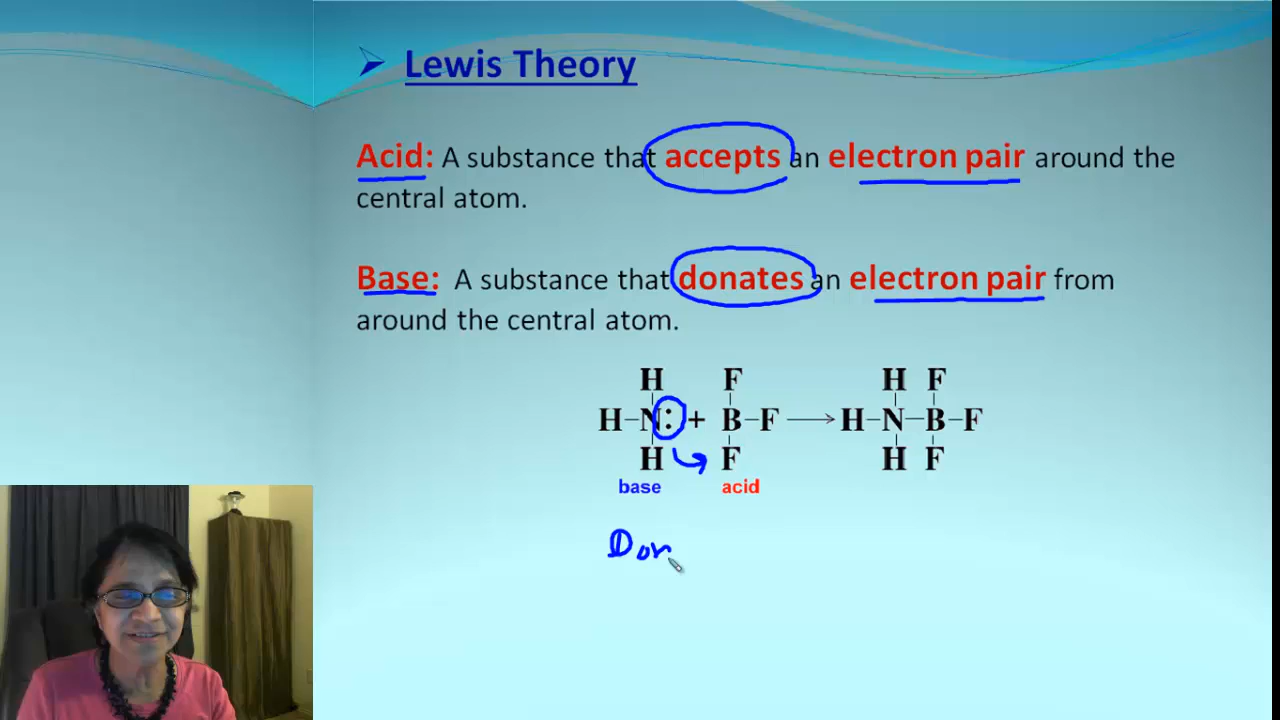 Lewis Theory
Acid: A substance that accepts an electron pair around the
central atom.
Base: A substance that donates an electron pair from
around the central atom.
H F H F
H–N: + B–F → H–N–B–F
H F H F
base acid
Don